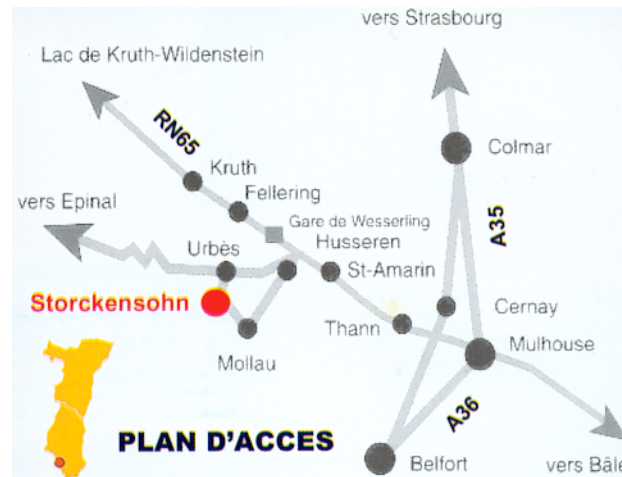 vers Strasbourg
Lac de Kruth-Wildenstein
RN65
Colmar
Kruth
Fellering
vers Epinal
Gare de Wesserling
A35
Urbès
Husseren
St-Amarin
Storckensohn
Cernay
Thann
Mulhouse
Mollau
A36
PLAN D'ACCES
Belfort
vers Bâle